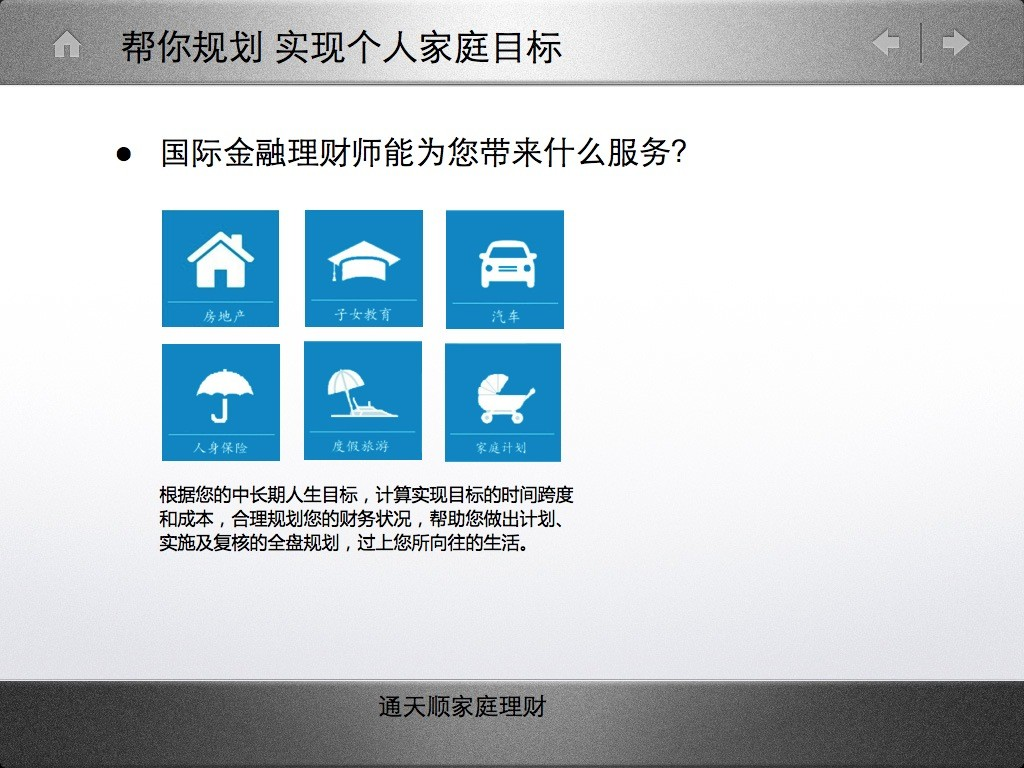 帮你规划 实现个人家庭目标
● 国际金融理财师能为您带来什么服务?
房地产
子女教育
汽车
人身保险
度假旅游
家庭计划
根据您的中长期人生目标，计算实现目标的时间跨度
和成本，合理规划您的财务状况，帮助您做出计划、
实施及复核的全盘规划，过上您所向往的生活。
通天顺家庭理财